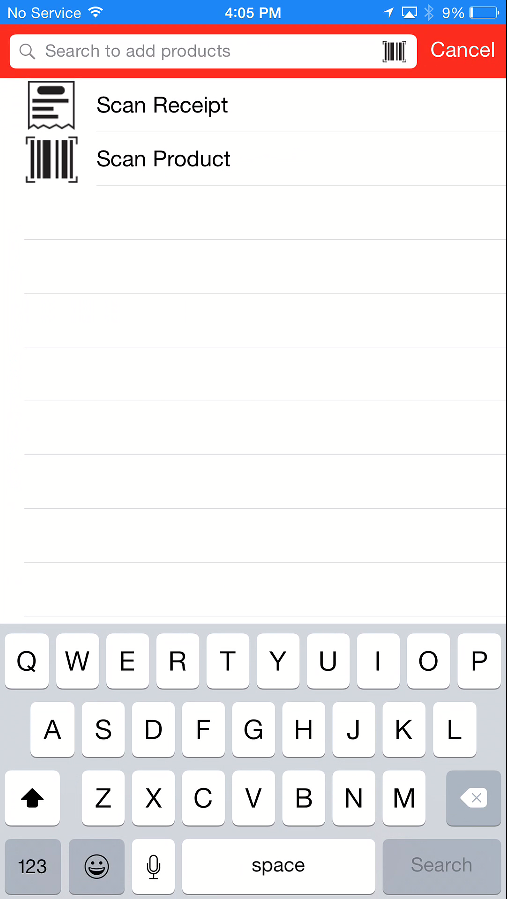 No Service 4:05 PM 9%
Search to add products Cancel
Scan Receipt
Scan Product
Q W E R T Y U I O P
A S D F G H J K L
Z X C V B N M
123 space Search